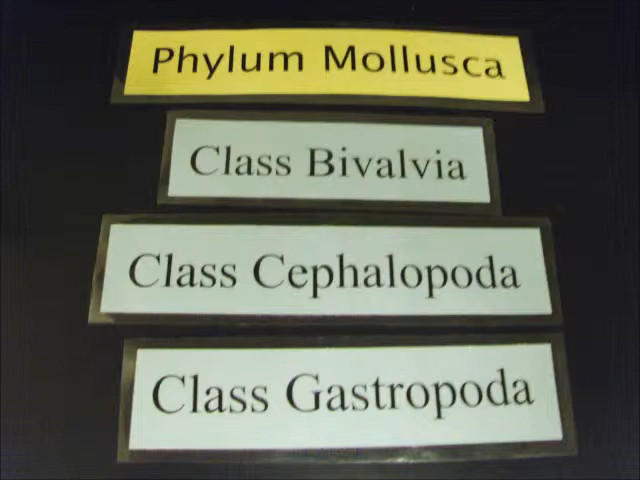 Phylum Mollusca
Class Bivalvia
Class Cephalopoda
Class Gastropoda